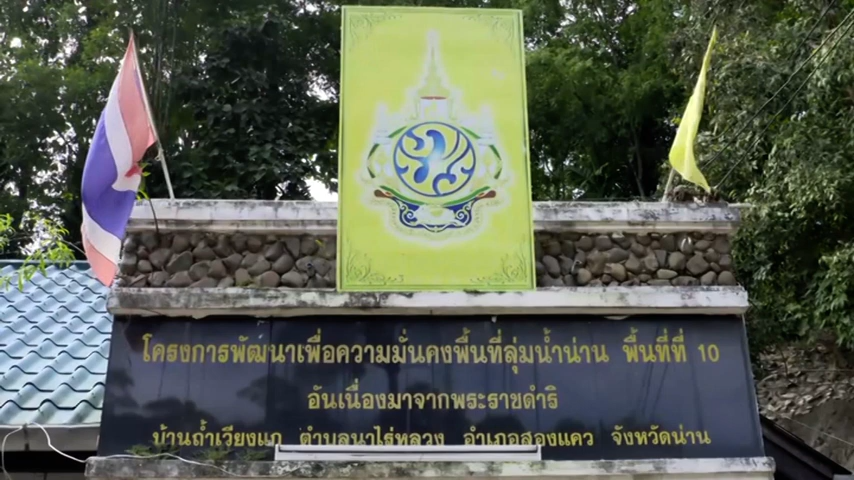 โครงการพัฒนาเพื่อความมั่นคงพื้นที่ลุ่มน้ำน่าน พื้นที่ที่ 10
อันเนื่องมาจากพระราชดำริ
บ้านถ้ำเวียงแก ตำบลนาไร่หลวง อำเภอสองแคว จังหวัดน่าน